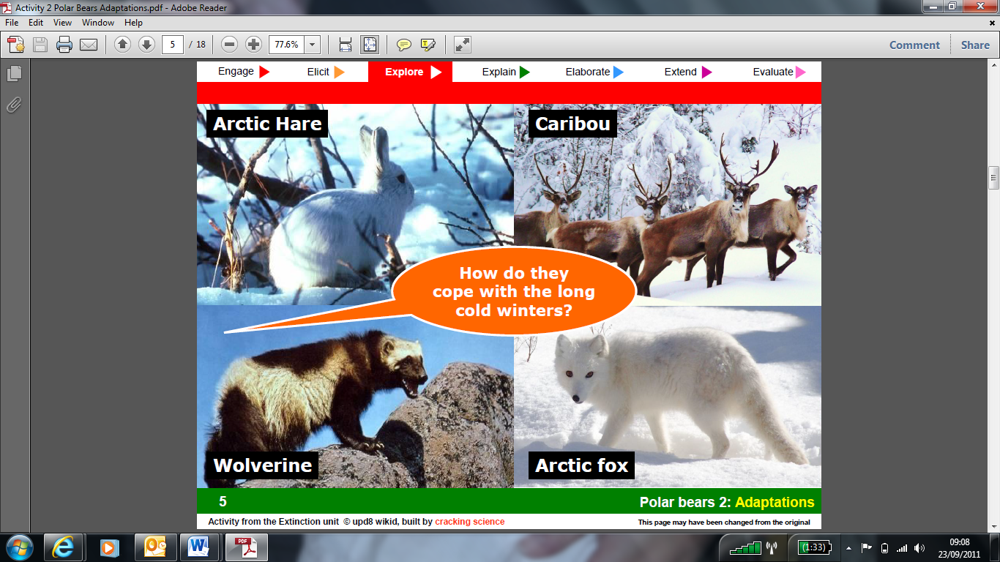 Activity 2 Polar Bears Adaptations.pdf - Adobe Reader
File Edit View Window Help
5 / 18 77.6% Comment Share
Engage Elicit Explore Explain Elaborate Extend Evaluate
Arctic Hare
Caribou
How do they
cope with the long
cold winters?
Wolverine
Arctic fox
5 Polar bears 2: Adaptations
Activity from the Extinction unit © upd8 wikid, built by cracking science This page may have been changed from the original
PDF
(1:33)
09:08
23/09/2011